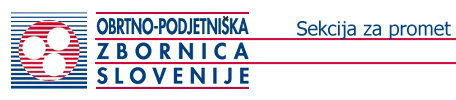 OBRTNO-PODJETNIŠKA
ZBORNICA
SLOVENIJE
Sekcija za promet